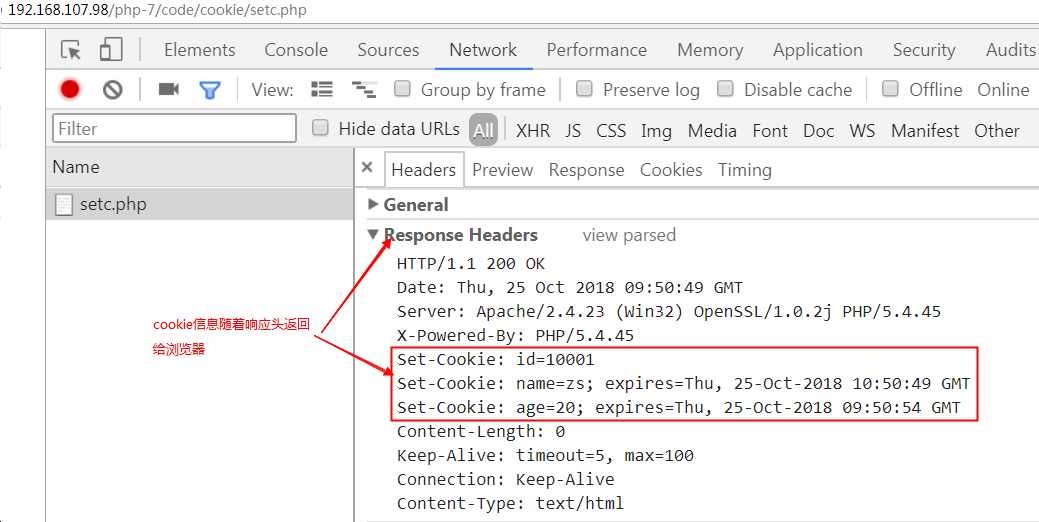 192.168.107.98/php-7/code/cookie/setc.php
Elements Console Sources Network Performance Memory Application Security Audits
View: Group by frame Preserve log Disable cache Offline Online
Filter Hide data URLs All XHR JS CSS Img Media Font Doc WS Manifest Other
Name × Headers Preview Response Cookies Timing
setc.php
General
Response Headers view parsed
HTTP/1.1 200 OK
Date: Thu, 25 Oct 2018 09:50:49 GMT
Server: Apache/2.4.23 (Win32) OpenSSL/1.0.2j PHP/5.4.45
X-Powered-By: PHP/5.4.45
cookie信息随着响应头返回
给浏览器
Set-Cookie: id=10001
Set-Cookie: name=zs; expires=Thu, 25-Oct-2018 10:50:49 GMT
Set-Cookie: age=20; expires=Thu, 25-Oct-2018 09:50:54 GMT
Content-Length: 0
Keep-Alive: timeout=5, max=100
Connection: Keep-Alive
Content-Type: text/html